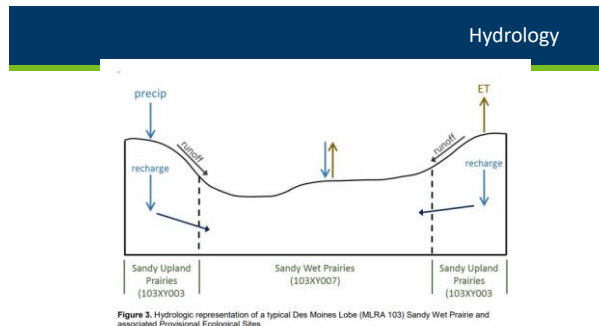 Hydrology
precip
ET
runoff
runoff
recharge
recharge
Sandy Upland
Prairies
(103XY003
Sandy Wet Prairies
(103XY007)
Sandy Upland
Prairies
(103XY003
Figure 3. Hydrologic representation of a typical Des Moines Lobe (MLRA 103) Sandy Wet Prairie and
associated Provisional Ecological Sites.